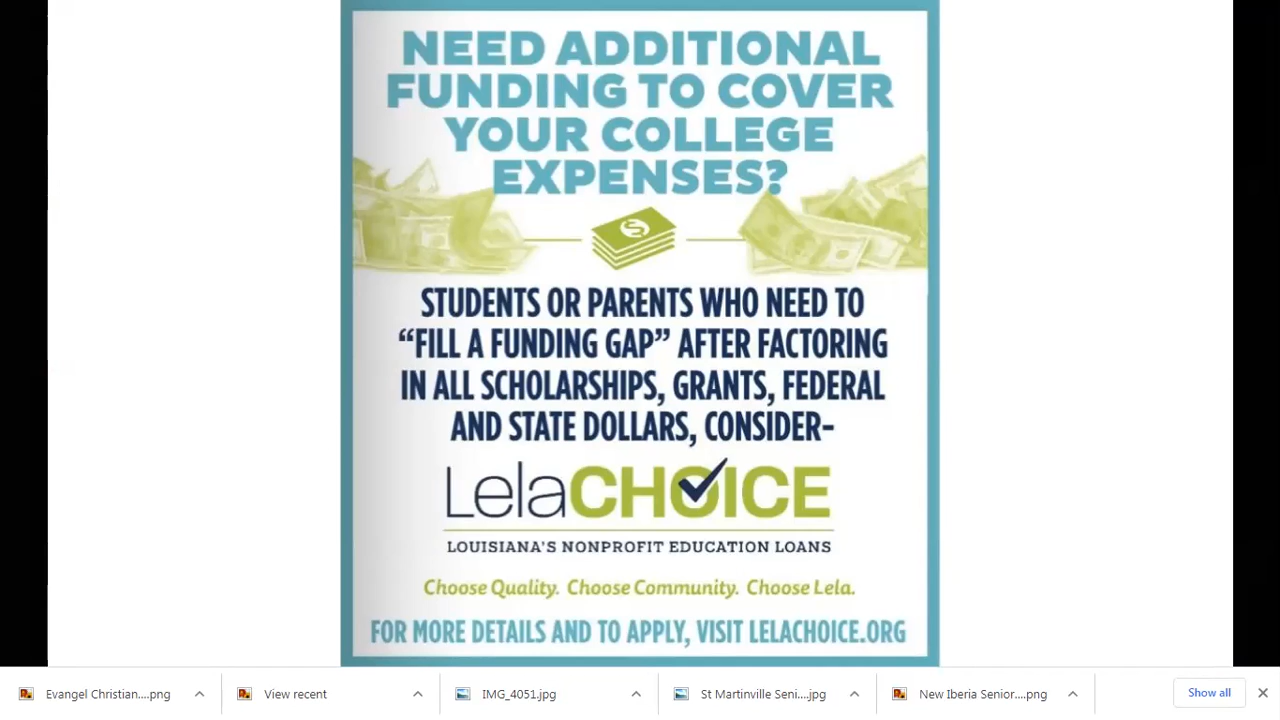 NEED ADDITIONAL
FUNDING TO COVER
YOUR COLLEGE
EXPENSES?
$
STUDENTS OR PARENTS WHO NEED TO
“FILL A FUNDING GAP” AFTER FACTORING
IN ALL SCHOLARSHIPS, GRANTS, FEDERAL
AND STATE DOLLARS, CONSIDER-
LelaCHOICE
LOUISIANA'S NONPROFIT EDUCATION LOANS
Choose Quality. Choose Community. Choose Lela.
FOR MORE DETAILS AND TO APPLY, VISIT LELACHOICE.ORG
Evangel Christian....png View recent IMG_4051.jpg St Martinville Seni....jpg New Iberia Senior....png Show all